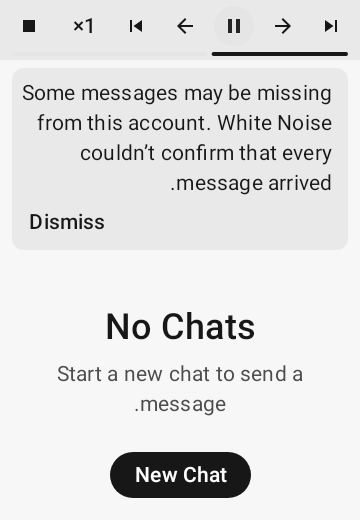 ×1
Some messages may be missing
from this account. White Noise
couldn’t confirm that every
.message arrived
Dismiss
No Chats
Start a new chat to send a
.message
New Chat